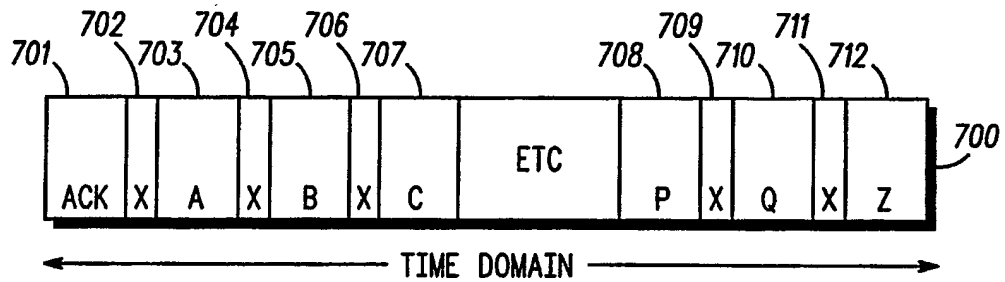 701 702 703 704 705 706 707 708 709 710 711 712
700
ETC
ACK X A X B X C P X Q X Z
TIME DOMAIN